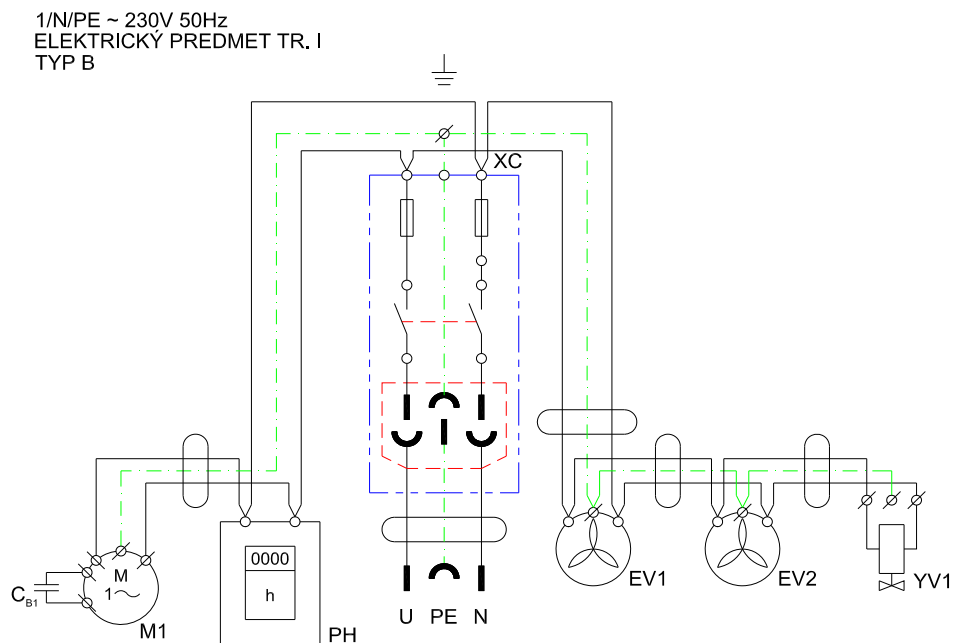 1/N/PE ~ 230V 50Hz
ELEKTRICKÝ PREDMET TR. I
TYP B
XC
0000
h
M
1~
CB1
M1
PH
U PE N
EV1
EV2
YV1